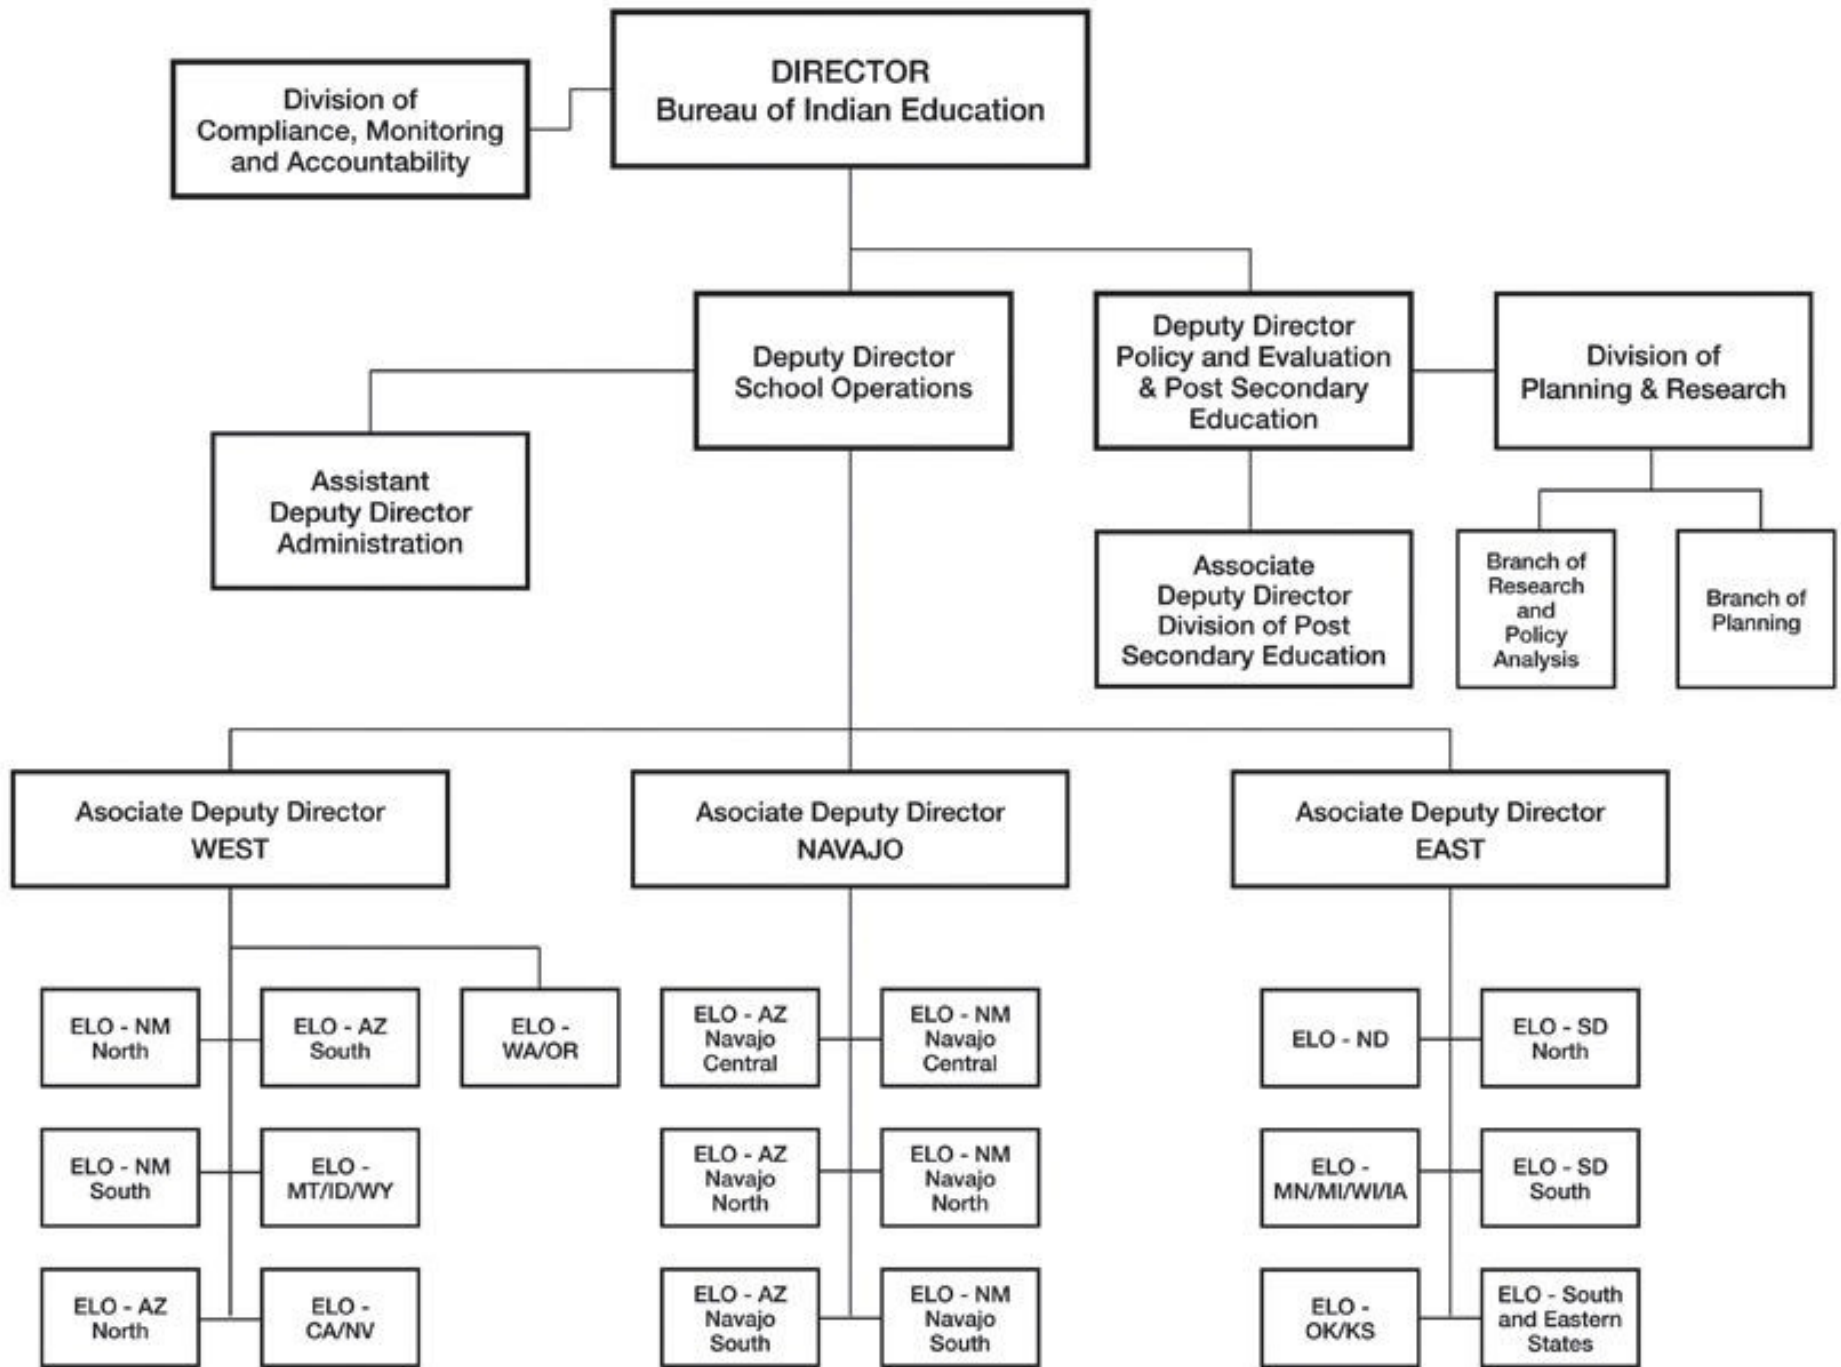 DIRECTOR
Bureau of Indian Education
Division of
Compliance, Monitoring
and Accountability
Deputy Director
School Operations
Deputy Director
Policy and Evaluation
& Post Secondary
Education
Division of
Planning & Research
Assistant
Deputy Director
Administration
Associate
Deputy Director
Division of Post
Secondary Education
Branch of
Research
and
Policy
Analysis
Branch of
Planning
Asociate Deputy Director
WEST
Asociate Deputy Director
NAVAJO
Asociate Deputy Director
EAST
ELO - NM
North
ELO - AZ
South
ELO -
WA/OR
ELO - AZ
Navajo
Central
ELO - NM
Navajo
Central
ELO - ND
ELO - SD
North
ELO - NM
South
ELO -
MT/ID/WY
ELO - AZ
Navajo
North
ELO - NM
Navajo
North
ELO -
MN/MI/WI/IA
ELO - SD
South
ELO - AZ
North
ELO -
CA/NV
ELO - AZ
Navajo
South
ELO - NM
Navajo
South
ELO -
OK/KS
ELO - South
and Eastern
States